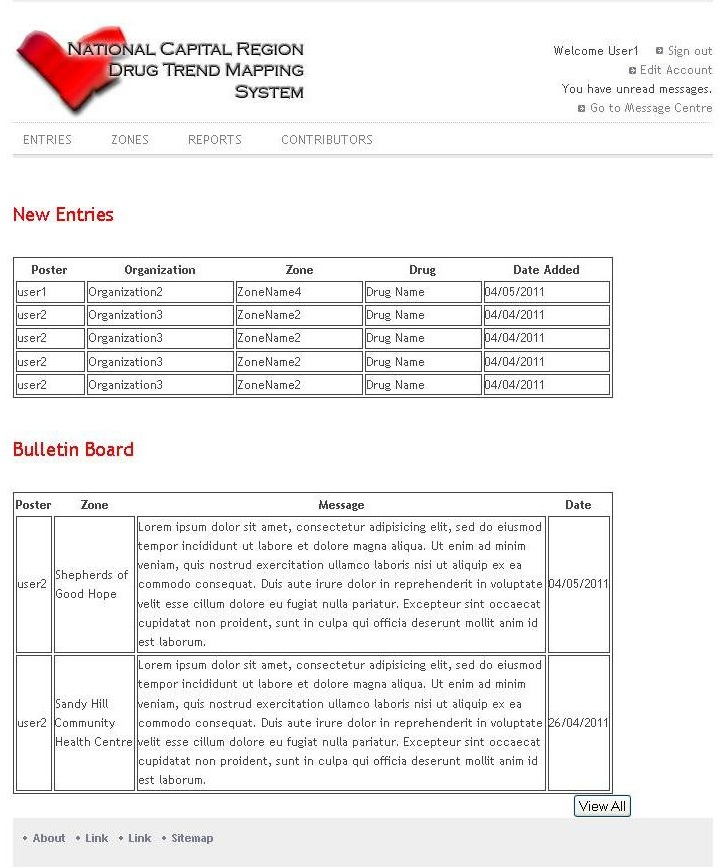 NATIONAL CAPITAL REGION
DRUG TREND MAPPING
SYSTEM
Welcome User1 Sign out
Edit Account
You have unread messages.
Go to Message Centre
ENTRIES ZONES REPORTS CONTRIBUTORS
New Entries
Poster Organization Zone Drug Date Added
user1 Organization2 ZoneName4 Drug Name 04/05/2011
user2 Organization3 ZoneName2 Drug Name 04/04/2011
user2 Organization3 ZoneName2 Drug Name 04/04/2011
user2 Organization3 ZoneName2 Drug Name 04/04/2011
user2 Organization3 ZoneName2 Drug Name 04/04/2011
Bulletin Board
Poster Zone Message Date
user2
Shepherds of
Good Hope
Lorem ipsum dolor sit amet, consectetur adipisicing elit, sed do eiusmod
tempor incididunt ut labore et dolore magna aliqua. Ut enim ad minim
veniam, quis nostrud exercitation ullamco laboris nisi ut aliquip ex ea
commodo consequat. Duis aute irure dolor in reprehenderit in voluptate
velit esse cillum dolore eu fugiat nulla pariatur. Excepteur sint occaecat
cupidatat non proident, sunt in culpa qui officia deserunt mollit anim id
est laborum.
04/05/2011
user2
Sandy Hill
Community
Health Centre
Lorem ipsum dolor sit amet, consectetur adipisicing elit, sed do eiusmod
tempor incididunt ut labore et dolore magna aliqua. Ut enim ad minim
veniam, quis nostrud exercitation ullamco laboris nisi ut aliquip ex ea
commodo consequat. Duis aute irure dolor in reprehenderit in voluptate
velit esse cillum dolore eu fugiat nulla pariatur. Excepteur sint occaecat
cupidatat non proident, sunt in culpa qui officia deserunt mollit anim id
est laborum.
26/04/2011
View All
• About • Link • Link • Sitemap